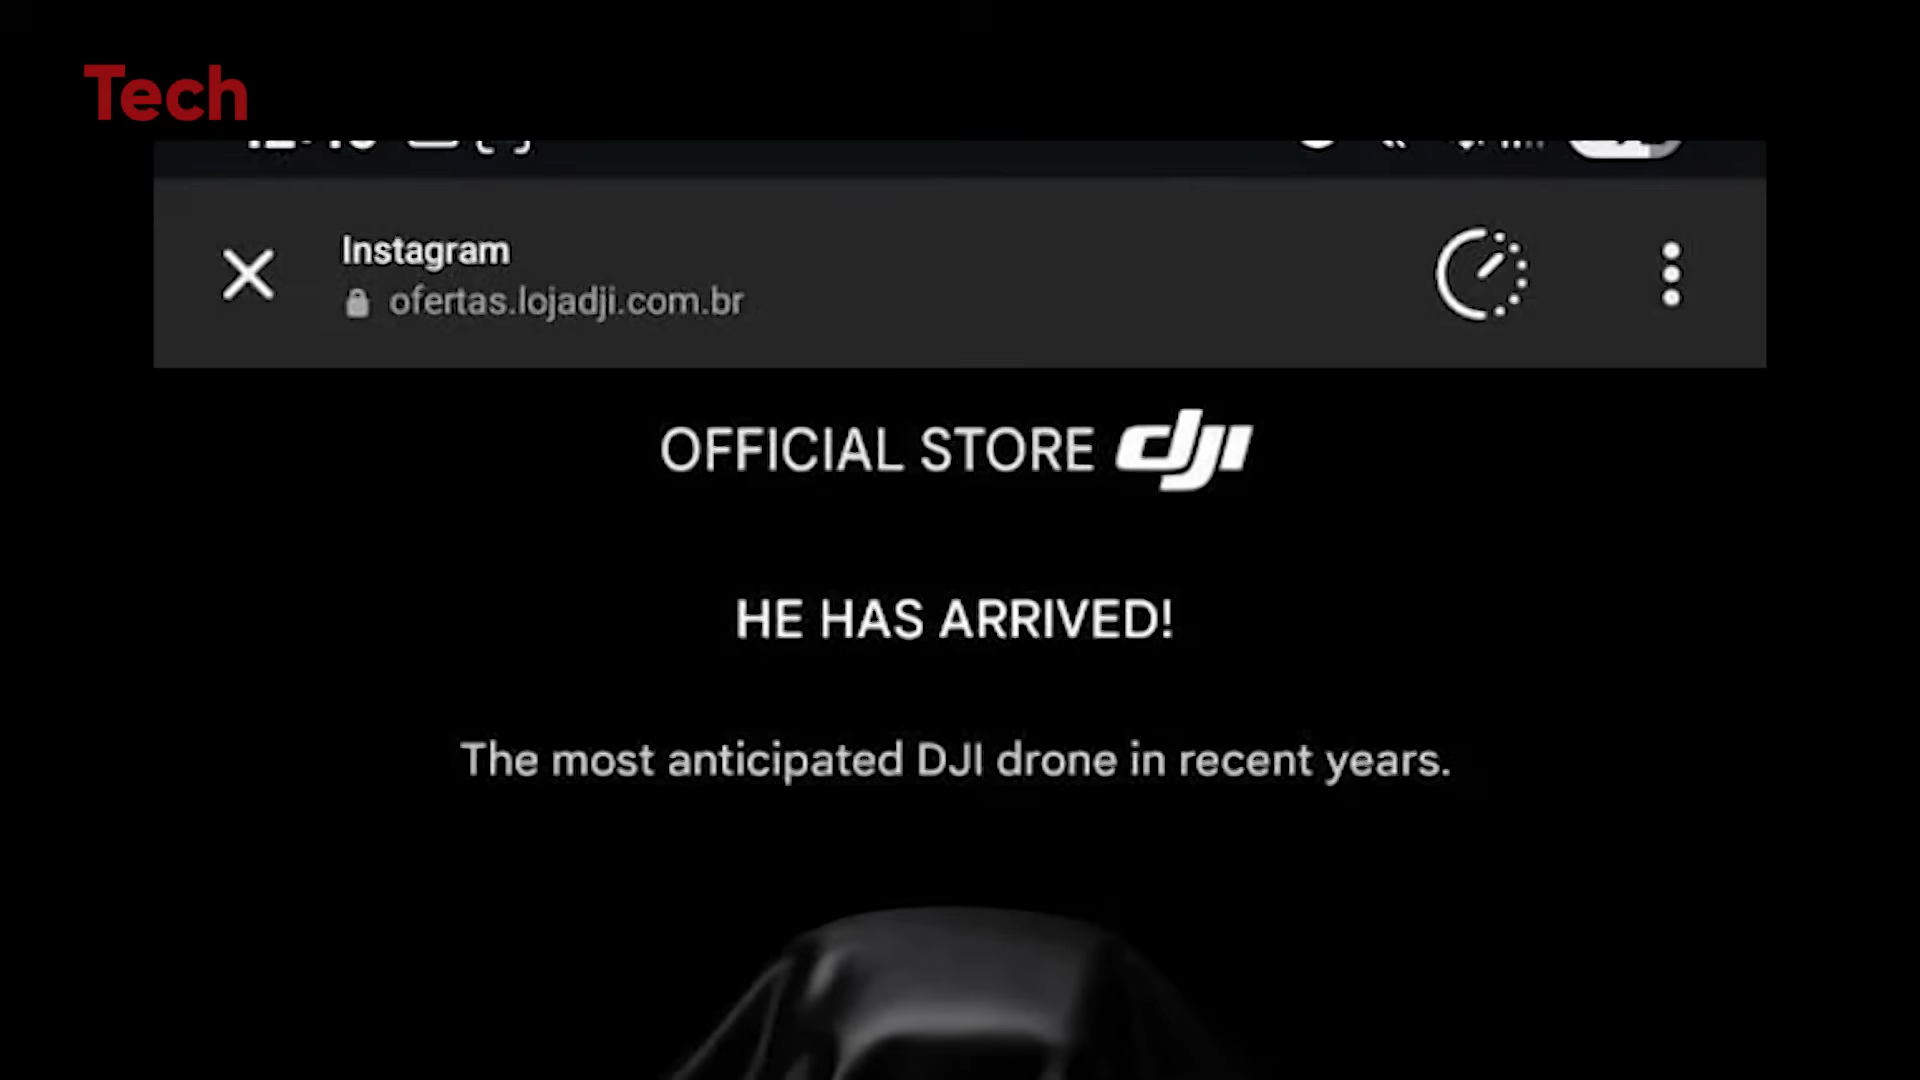 Tech
Instagram
ofertas.lojadji.com.br
OFFICIAL STORE dji
HE HAS ARRIVED!
The most anticipated DJI drone in recent years.